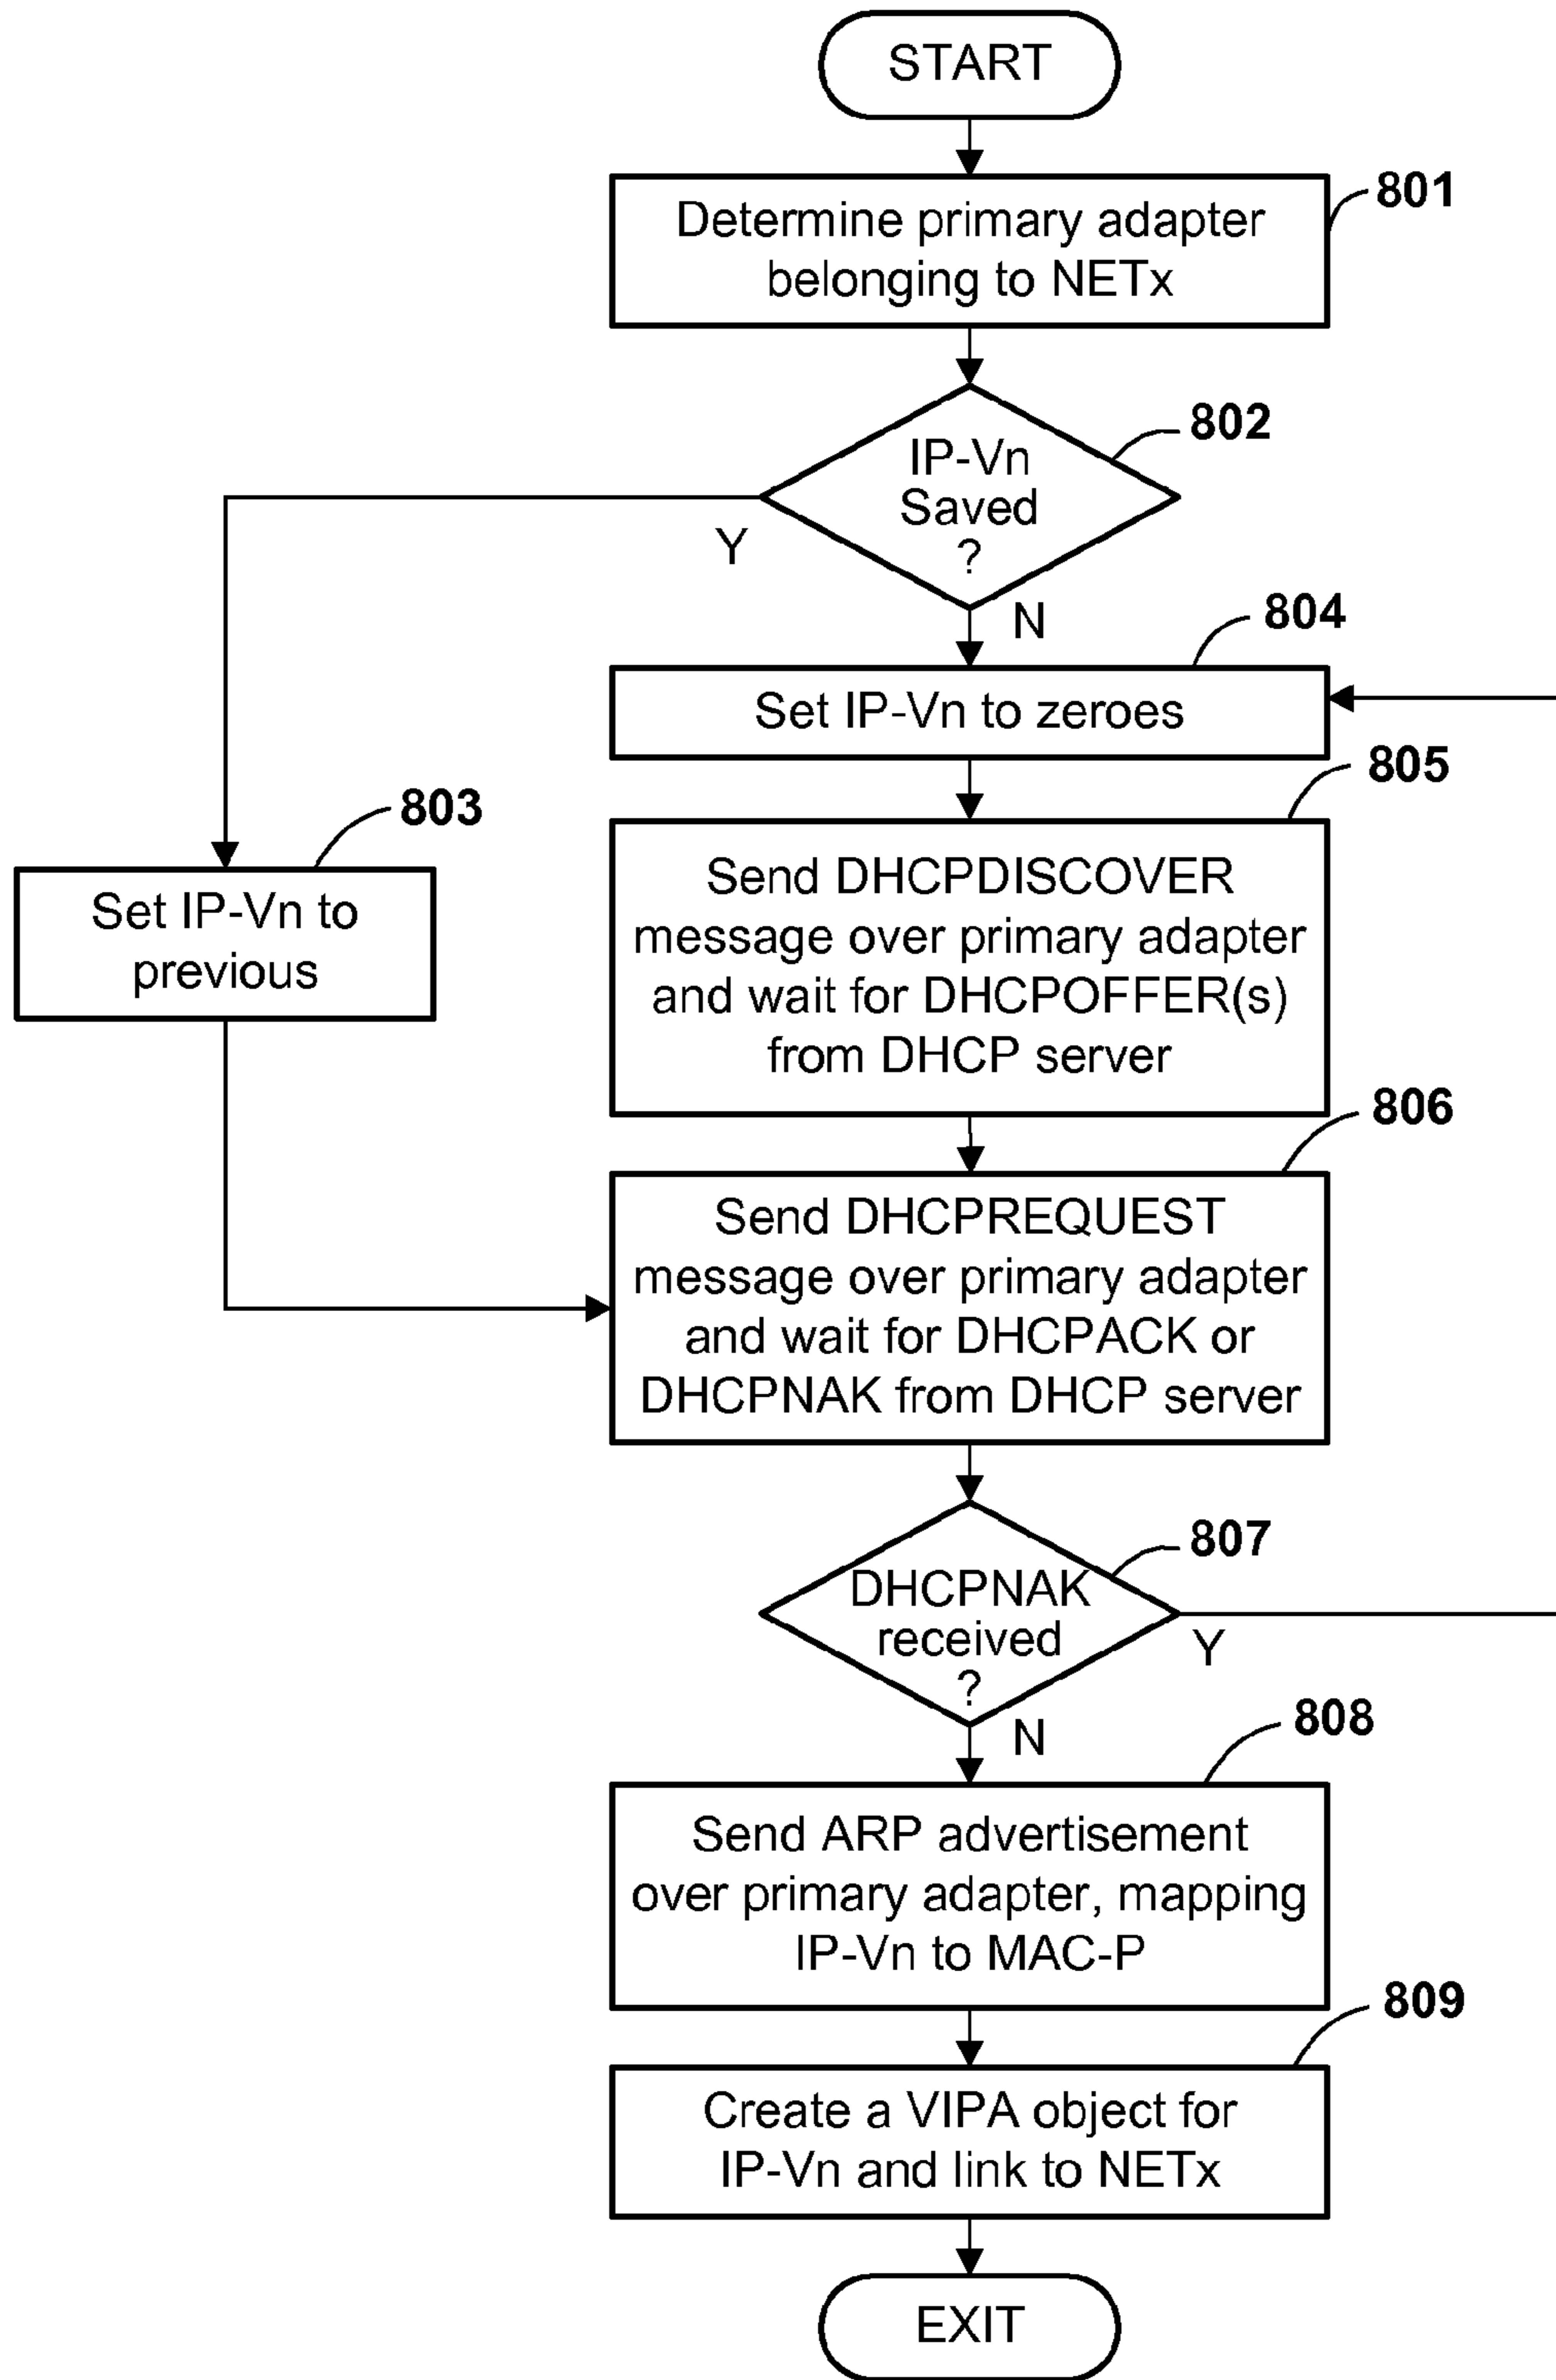 START
801
Determine primary adapter
belonging to NETx
802
IP-Vn
Saved
?
Y
N
804
Set IP-Vn to zeroes
805
803
Set IP-Vn to
previous
Send DHCPDISCOVER
message over primary adapter
and wait for DHCPOFFER(s)
from DHCP server
806
Send DHCPREQUEST
message over primary adapter
and wait for DHCPACK or
DHCPNAK from DHCP server
807
DHCPNAK
received
?
Y
N
808
Send ARP advertisement
over primary adapter, mapping
IP-Vn to MAC-P
809
Create a VIPA object for
IP-Vn and link to NETx
EXIT